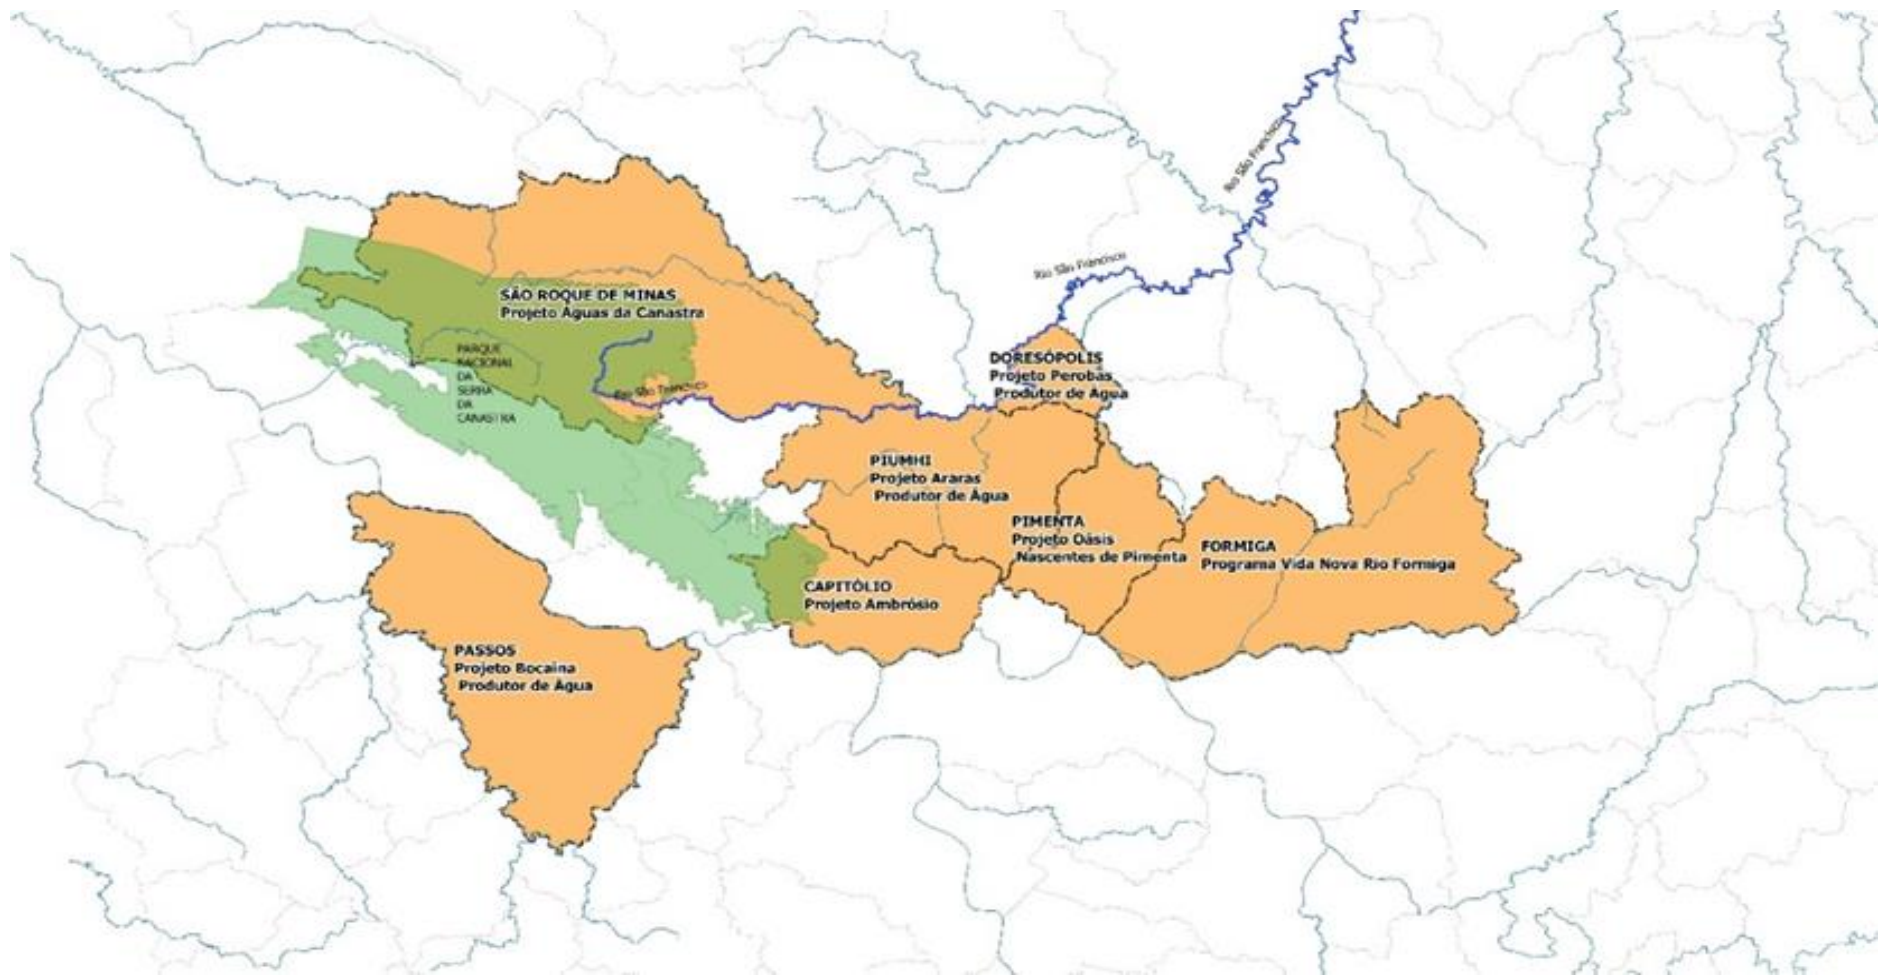 Rio São Francisco
Rio São Francisco
SÃO ROQUE DE MINAS
Projeto Águas da Canastra
PARQUE
NACIONAL
DA
SERRA
DA
CANASTRA
Rio São Francisco
DORESÓPOLIS
Projeto Perobas
Produtor de Água
PIUMHI
Projeto Araras
Produtor de Água
PIMENTA
Projeto Oásis
Nascentes de Pimenta
FORMIGA
Programa Vida Nova Rio Formiga
CAPITÓLIO
Projeto Ambrósio
PASSOS
Projeto Bocaina
Produtor de Água